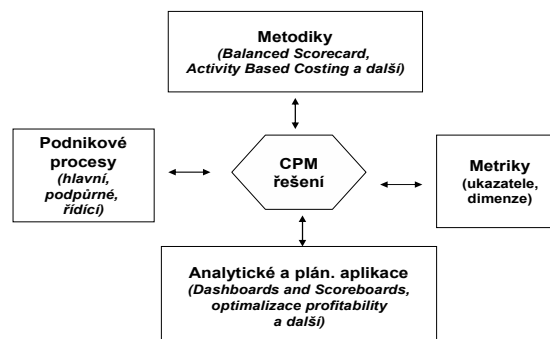 Metodiky
(Balanced Scorecard,
Activity Based Costing a další)
Podnikové
procesy
(hlavní,
podpůrné,
řídící)
CPM
řešení
Metriky
(ukazatele,
dimenze)
Analytické a plán. aplikace
(Dashboards and Scoreboards,
optimalizace profitability
a další)